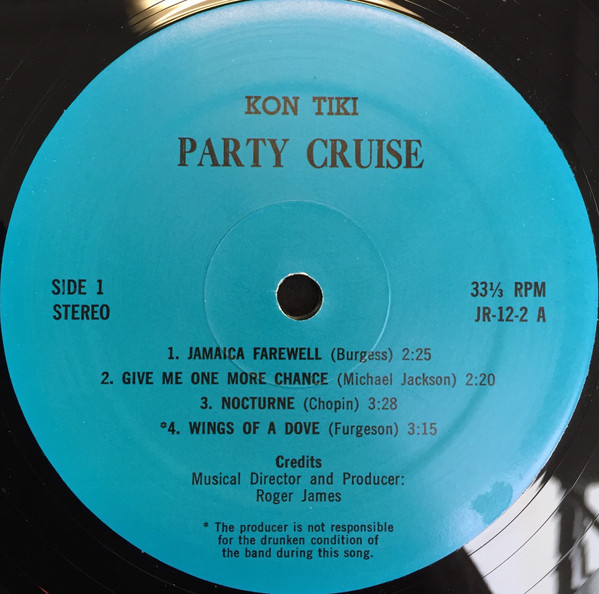 KON TIKI
PARTY CRUISE
SIDE 1
STEREO
33⅓ RPM
JR-12-2 A
1. JAMAICA FAREWELL (Burgess) 2:25
2. GIVE ME ONE MORE CHANCE (Michael Jackson) 2:20
3. NOCTURNE (Chopin) 3:28
*4. WINGS OF A DOVE (Furgeson) 3:15
Credits
Musical Director and Producer:
Roger James
* The producer is not responsible
for the drunken condition of
the band during this song.